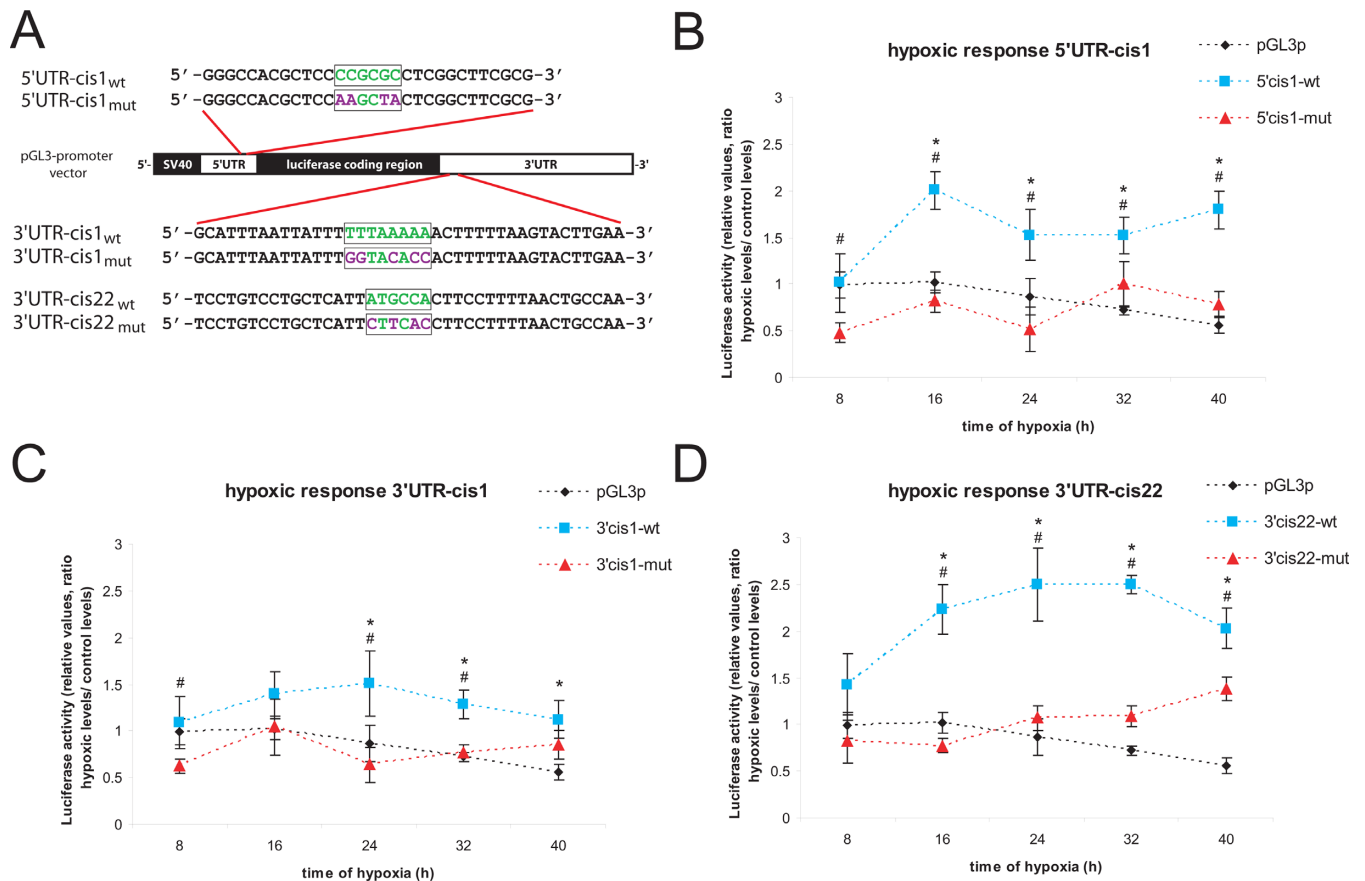 A
5'UTR-cis1wt 5'-GGGCCACGCTCCCCGCGCCTCGGCTTCGCG-3'
5'UTR-cis1mut 5'-GGGCCACGCTCCAAGCTACTCGGCTTCGCG-3'
pGL3-promoter vector 5'- SV40 5'UTR luciferase coding region 3'UTR -3'
3'UTR-cis1wt 5'-GCATTTAATTATTTTTTAAAAAACTTTTTAAGTACTTGAA-3'
3'UTR-cis1mut 5'-GCATTTAATTATTTGGTACACCACTTTTTAAGTACTTGAA-3'
3'UTR-cis22wt 5'-TCCTGTCCTGCTCATTATGCCACTTCCTTTTAACTGCCAA-3'
3'UTR-cis22mut 5'-TCCTGTCCTGCTCATTCTTCACCTTCCTTTTAACTGCCAA-3'
B
hypoxic response 5'UTR-cis1
pGL3p
5'cis1-wt
5'cis1-mut
Luciferase activity (relative values, ratio
hypoxic levels/ control levels)
3
2.5
2
1.5
1
0.5
0
#
*
#
*
#
*
#
*
#
8 16 24 32 40
time of hypoxia (h)
C
hypoxic response 3'UTR-cis1
pGL3p
3'cis1-wt
3'cis1-mut
Luciferase activity (relative values, ratio
hypoxic levels/ control levels)
3
2.5
2
1.5
1
0.5
0
#
*
#
*
#
*
8 16 24 32 40
time of hypoxia (h)
D
hypoxic response 3'UTR-cis22
pGL3p
3'cis22-wt
3'cis22-mut
Luciferase activity (relative values, ratio
hypoxic levels/ control levels)
3
2.5
2
1.5
1
0.5
0
*
#
*
#
*
#
*
#
8 16 24 32 40
time of hypoxia (h)